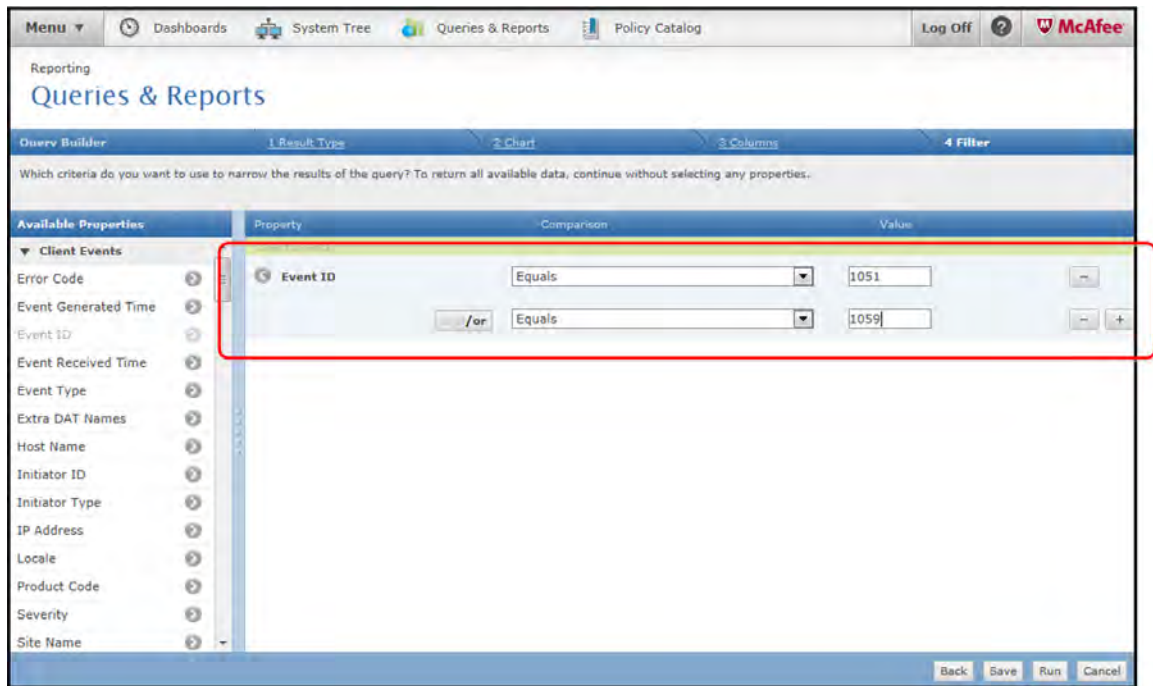 Menu ▼ Dashboards System Tree Queries & Reports Policy Catalog Log Off ? McAfee
Reporting
Queries & Reports
Query Builder 1 Result Type 2 Chart 3 Columns 4 Filter
Which criteria do you want to use to narrow the results of the query? To return all available data, continue without selecting any properties.
Available Properties Property Comparison Value
▼ Client Events
Error Code Event ID Equals 1051 -
Event Generated Time
Event ID /or Equals 1059 - +
Event Received Time
Event Type
Extra DAT Names
Host Name
Initiator ID
Initiator Type
IP Address
Locale
Product Code
Severity
Site Name
Back Save Run Cancel